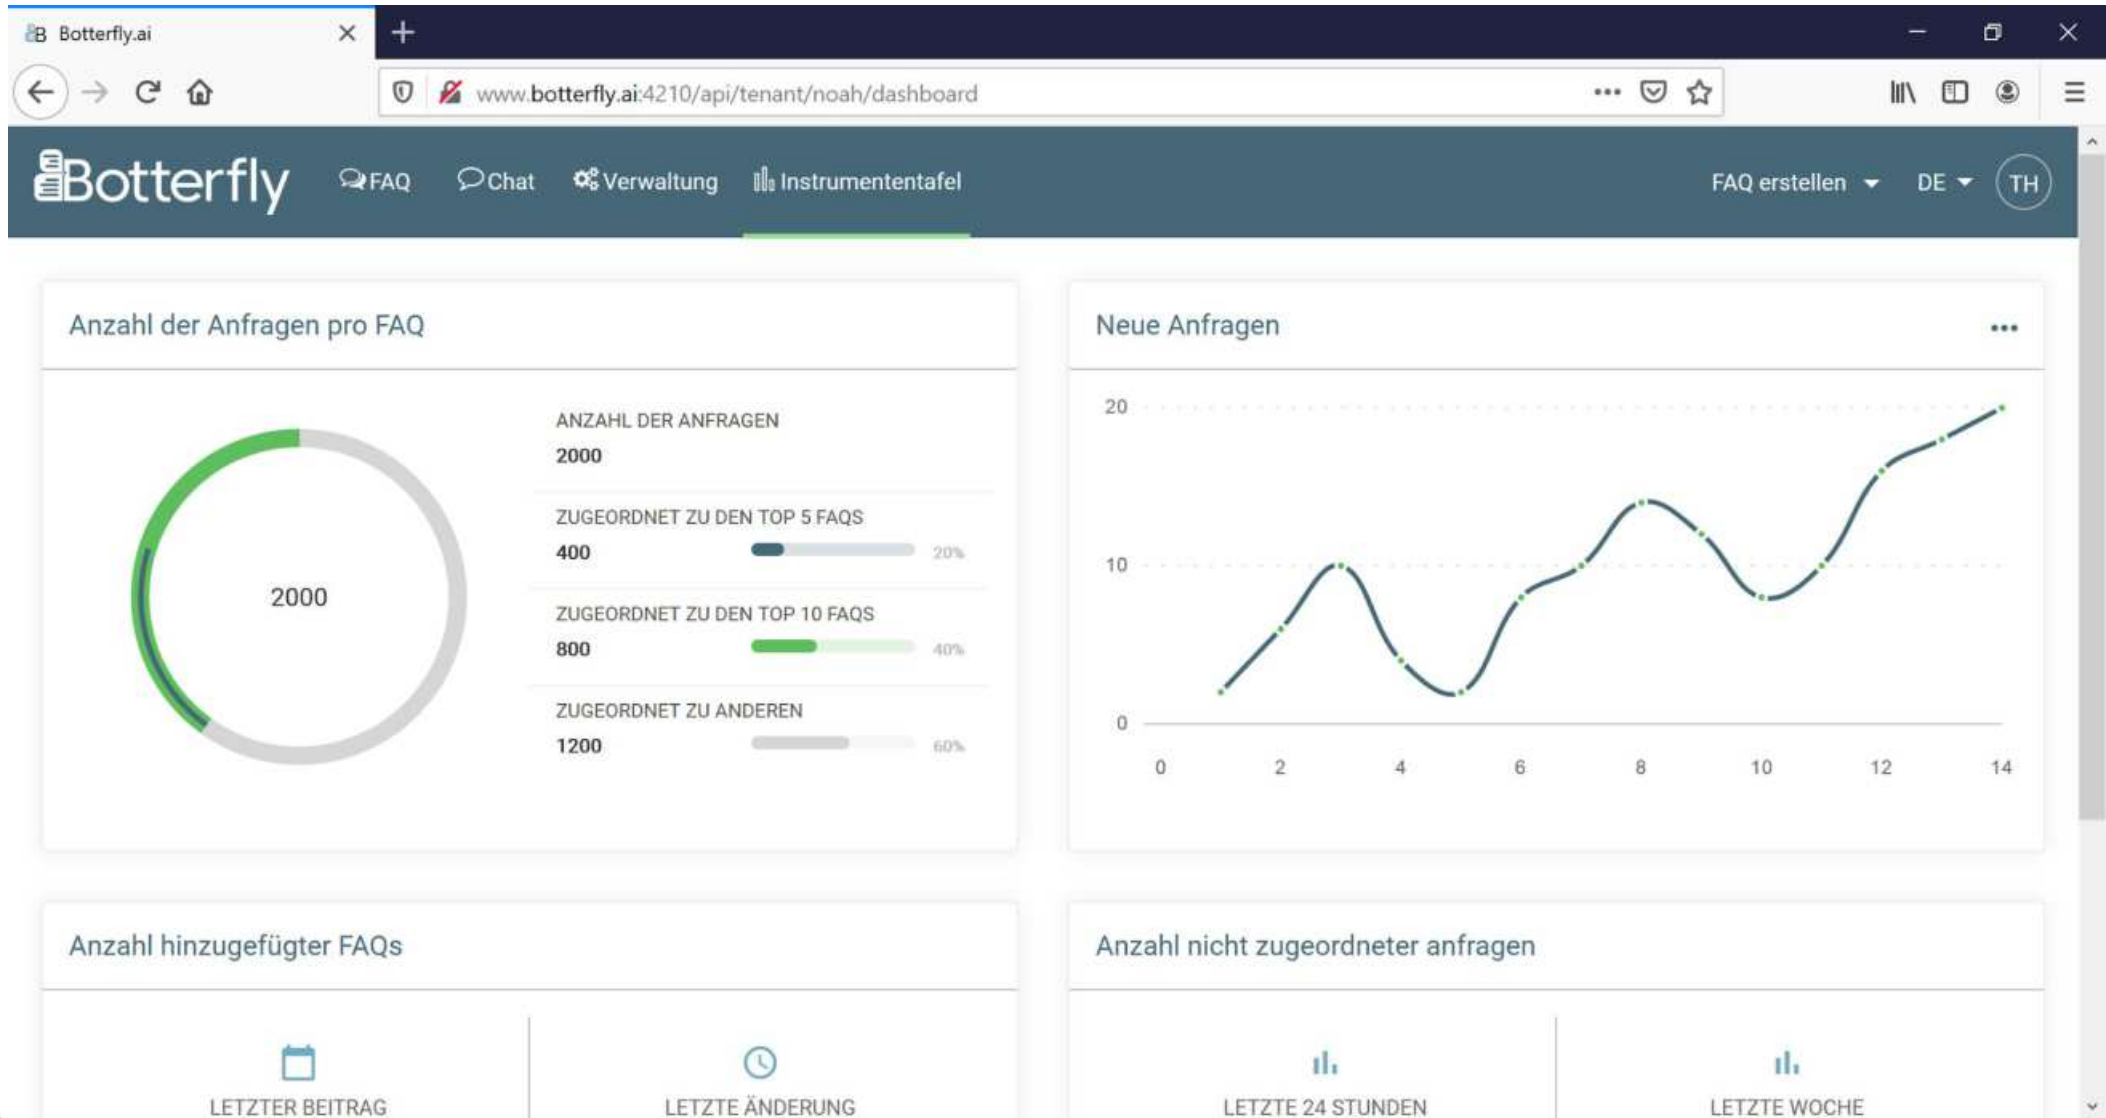 Botterfly.ai
www.botterfly.ai:4210/api/tenant/noah/dashboard
Botterfly FAQ Chat Verwaltung Instrumententafel FAQ erstellen DE TH
Anzahl der Anfragen pro FAQ
2000
ANZAHL DER ANFRAGEN
2000
ZUGEORDNET ZU DEN TOP 5 FAQS
400 20%
ZUGEORDNET ZU DEN TOP 10 FAQS
800 40%
ZUGEORDNET ZU ANDEREN
1200 60%
Neue Anfragen
20
10
0
0 2 4 6 8 10 12 14
Anzahl hinzugefügter FAQs
LETZTER BEITRAG LETZTE ÄNDERUNG
Anzahl nicht zugeordneter anfragen
LETZTE 24 STUNDEN LETZTE WOCHE